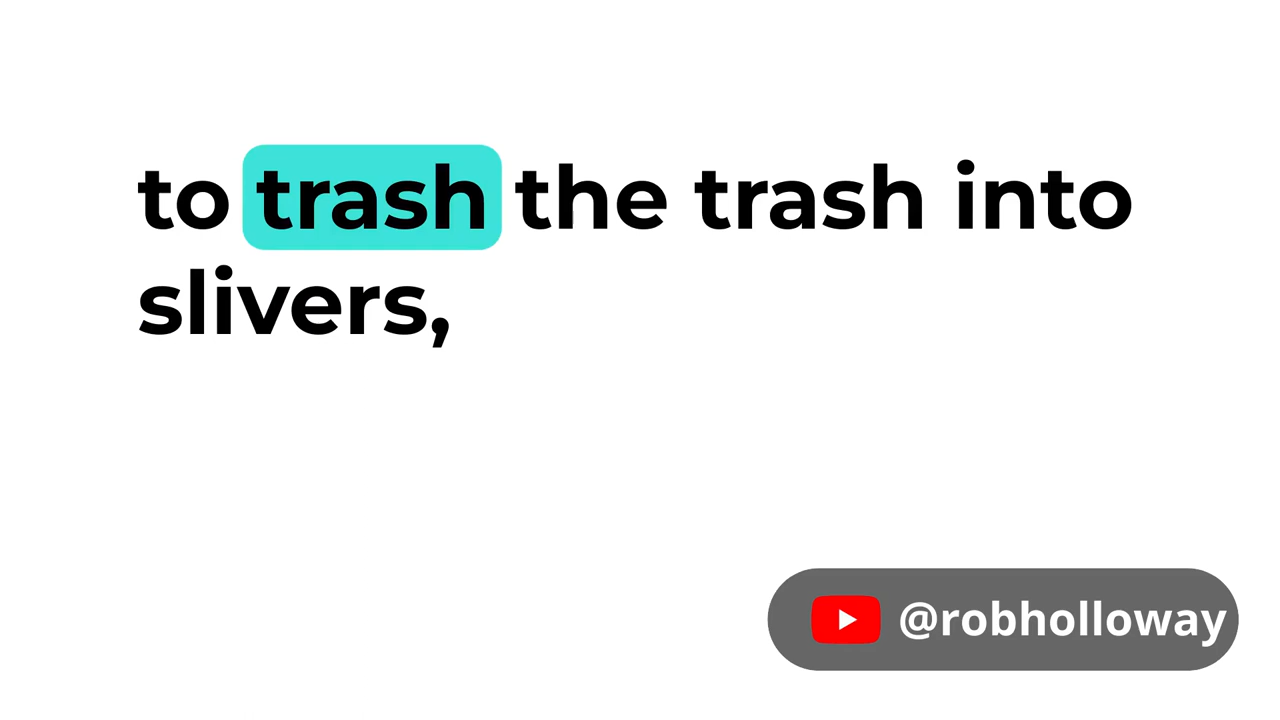 to trash the trash into
slivers,
@robholloway